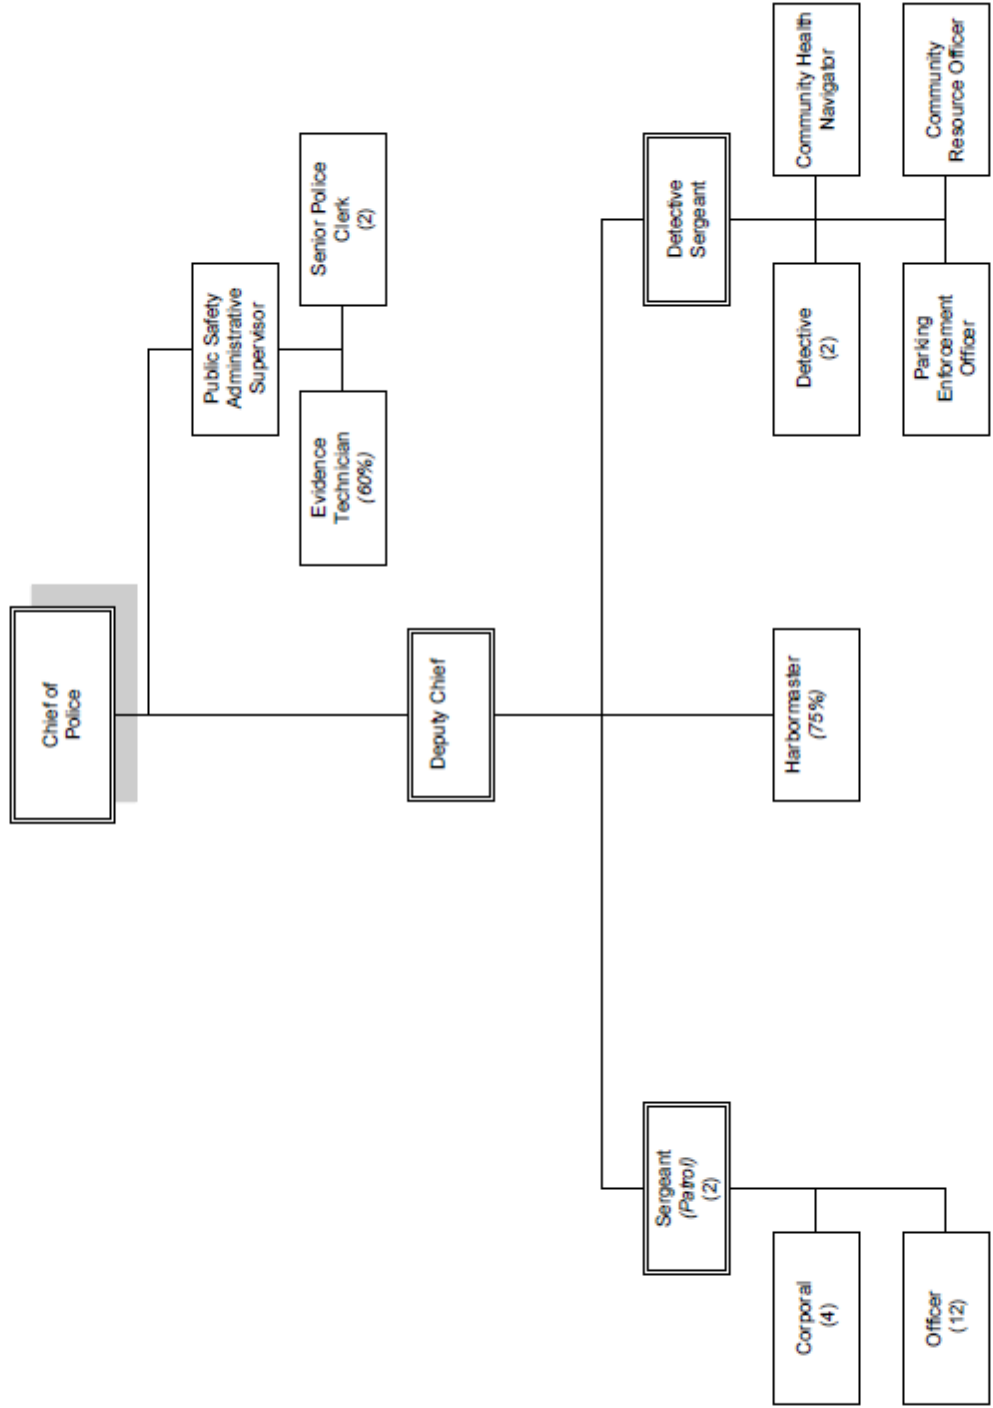 Chief of
Police
Public Safety
Administrative
Supervisor
Evidence
Technician
(60%)
Senior Police
Clerk
(2)
Deputy Chief
Sergeant
(Patrol)
(2)
Detective
Sergeant
Corporal
(4)
Harbormaster
(75%)
Detective
(2)
Community Health
Navigator
Officer
(12)
Parking
Enforcement
Officer
Community
Resource Officer